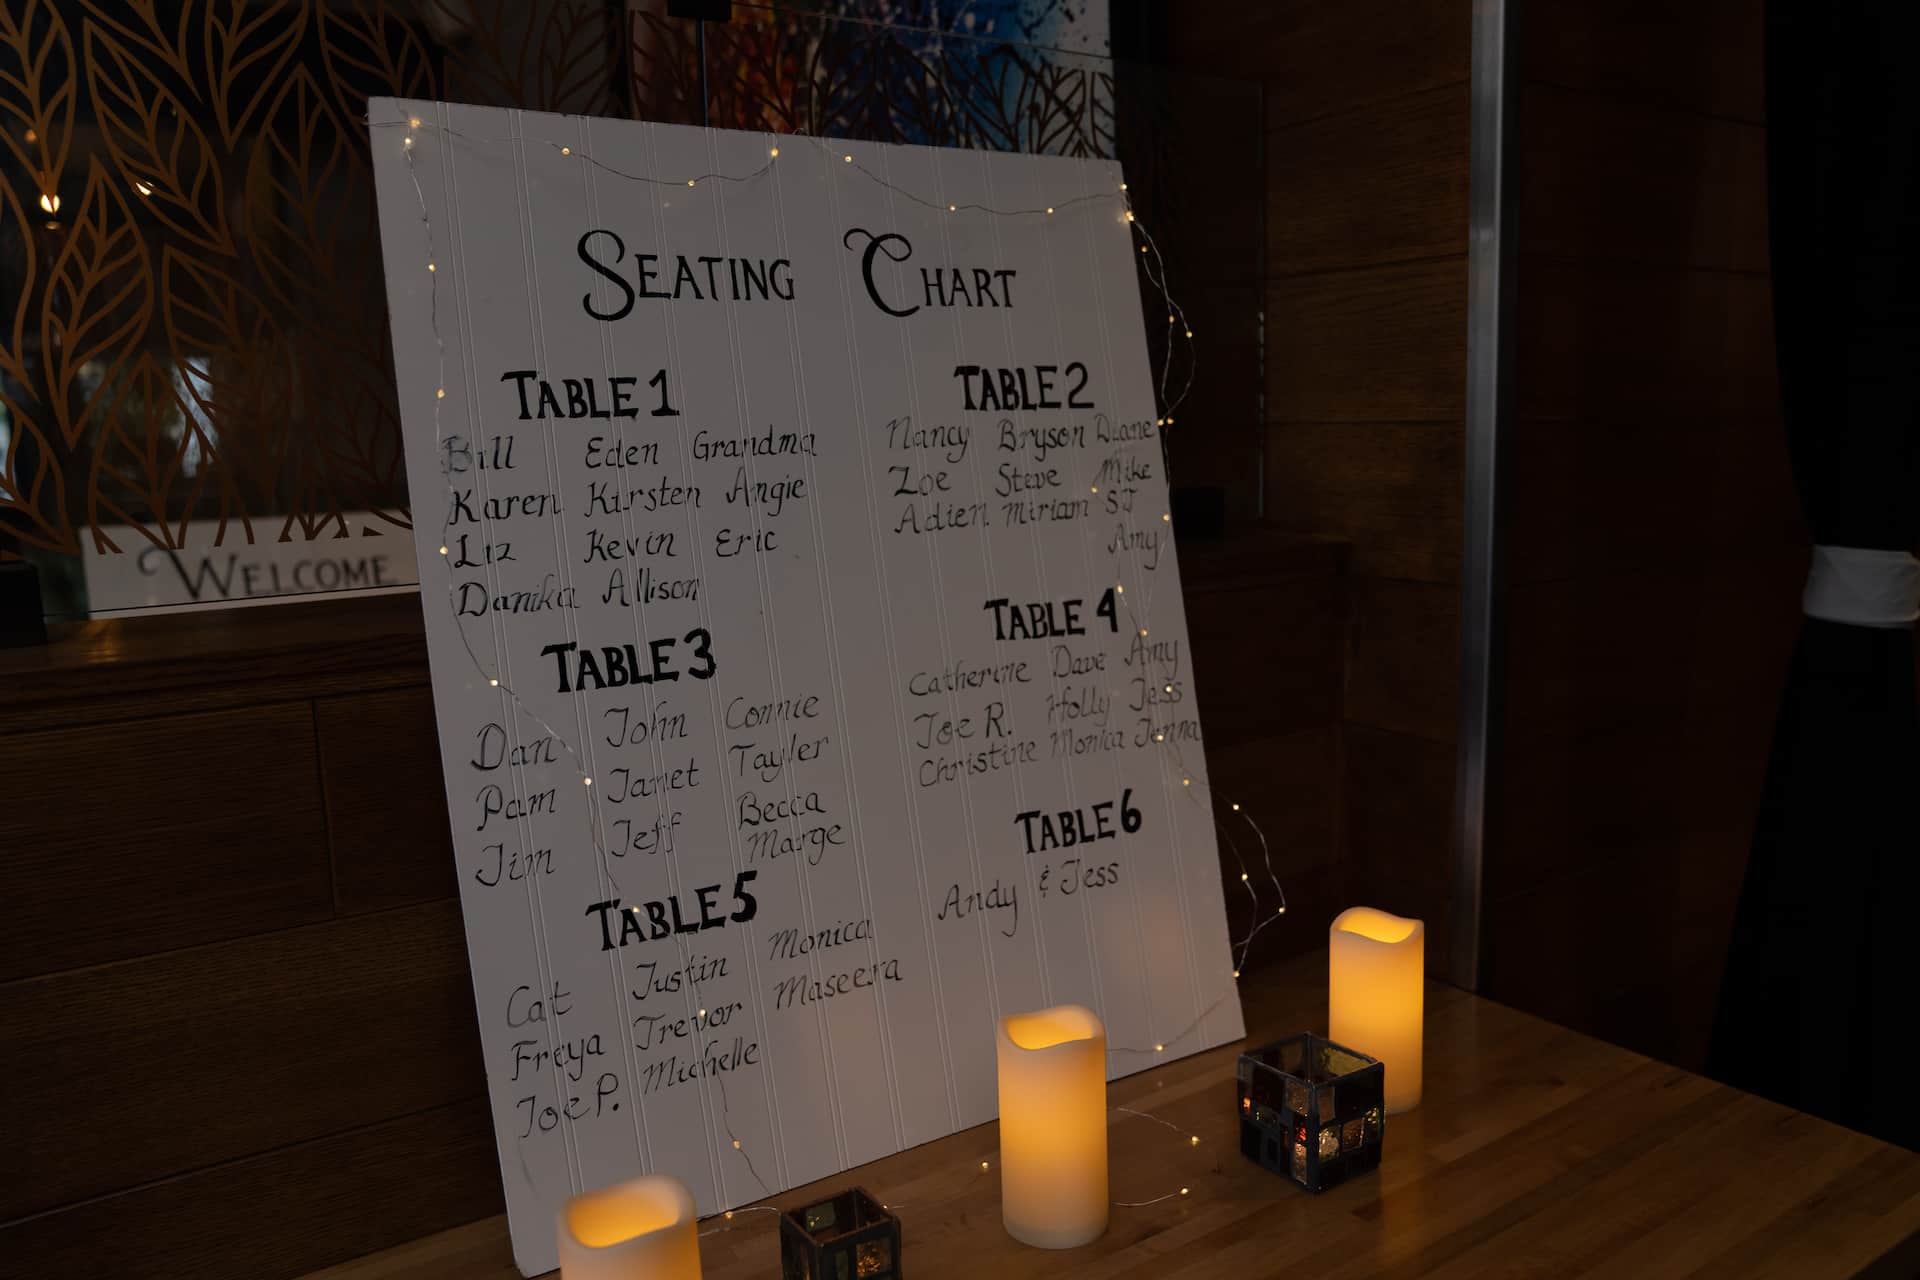 SEATING CHART
TABLE 1
Bill Eden Grandma
Karen Kirsten Angie
Liz Kevin Eric
Danika Allison
TABLE 2
Nancy Bryson Diane
Zoe Steve Mike
Adien Miriam SJ
Amy
TABLE 3
Dan John Connie
Pam Janet Tayler
Jim Jeff Becca
Marge
TABLE 4
Catherine Dave Amy
Joe R. Holly Jess
Christine Monica Jenna
TABLE 5
Cat Justin Monica
Freya Trevor Maseera
Joe P. Michelle
TABLE 6
Andy & Jess
WELCOME